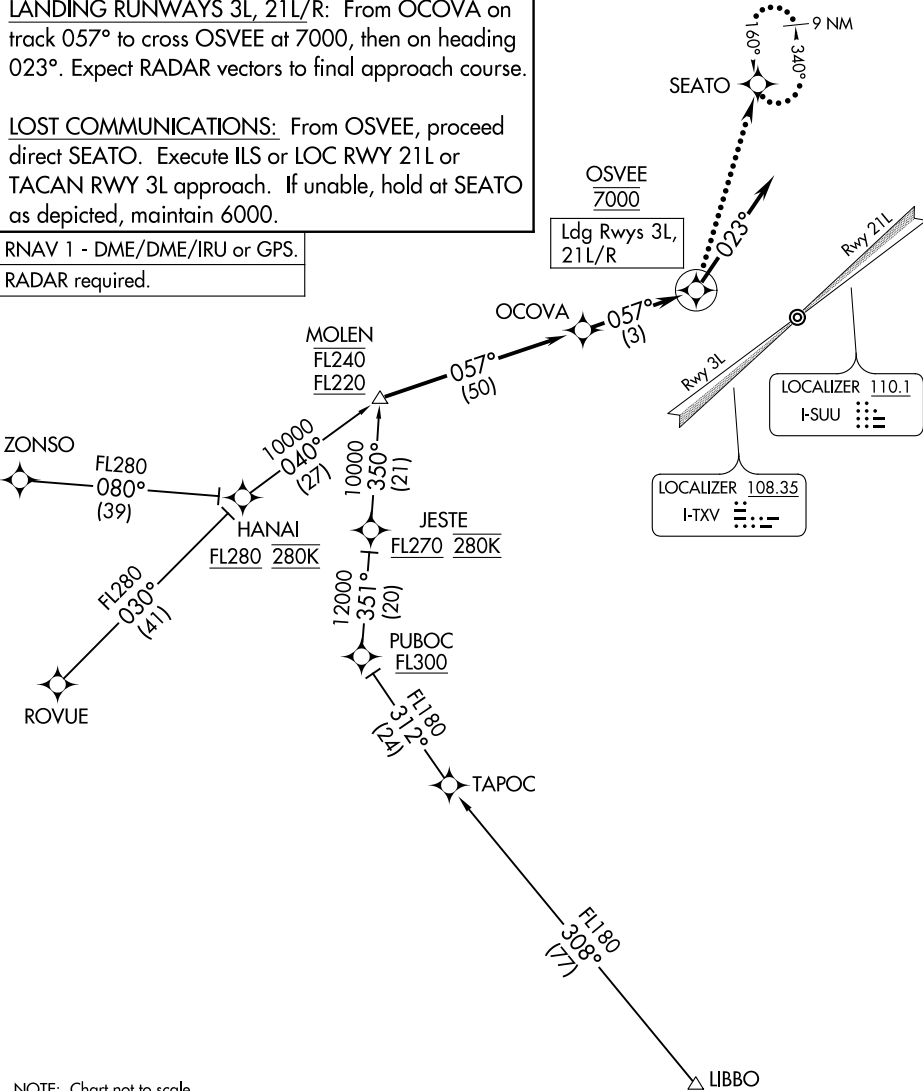 LANDING RUNWAYS 3L, 21L/R: From OCOVA on
track 057° to cross OSVEE at 7000, then on heading
023°. Expect RADAR vectors to final approach course.
LOST COMMUNICATIONS: From OSVEE, proceed
direct SEATO. Execute ILS or LOC RWY 21L or
TACAN RWY 3L approach. If unable, hold at SEATO
as depicted, maintain 6000.
RNAV 1 - DME/DME/IRU or GPS.
RADAR required.
9 NM
160°
340°
SEATO
OSVEE
7000
Ldg Rwys 3L,
21L/R
023°
Rwy 21L
OCOVA
057°
(3)
MOLEN
FL240
FL220
057°
(50)
Rwy 3L
LOCALIZER 110.1
I-SUU
LOCALIZER 108.35
I-TXV
ZONSO
FL280
080°
(39)
10000
040°
(27)
10000
350°
(21)
HANAI
FL280 280K
JESTE
FL270 280K
FL280
030°
(41)
12000
351°
(20)
PUBOC
FL300
ROVUE
FL180
312°
(24)
TAPOC
FL180
308°
(77)
LIBBO
NOTE: Chart not to scale